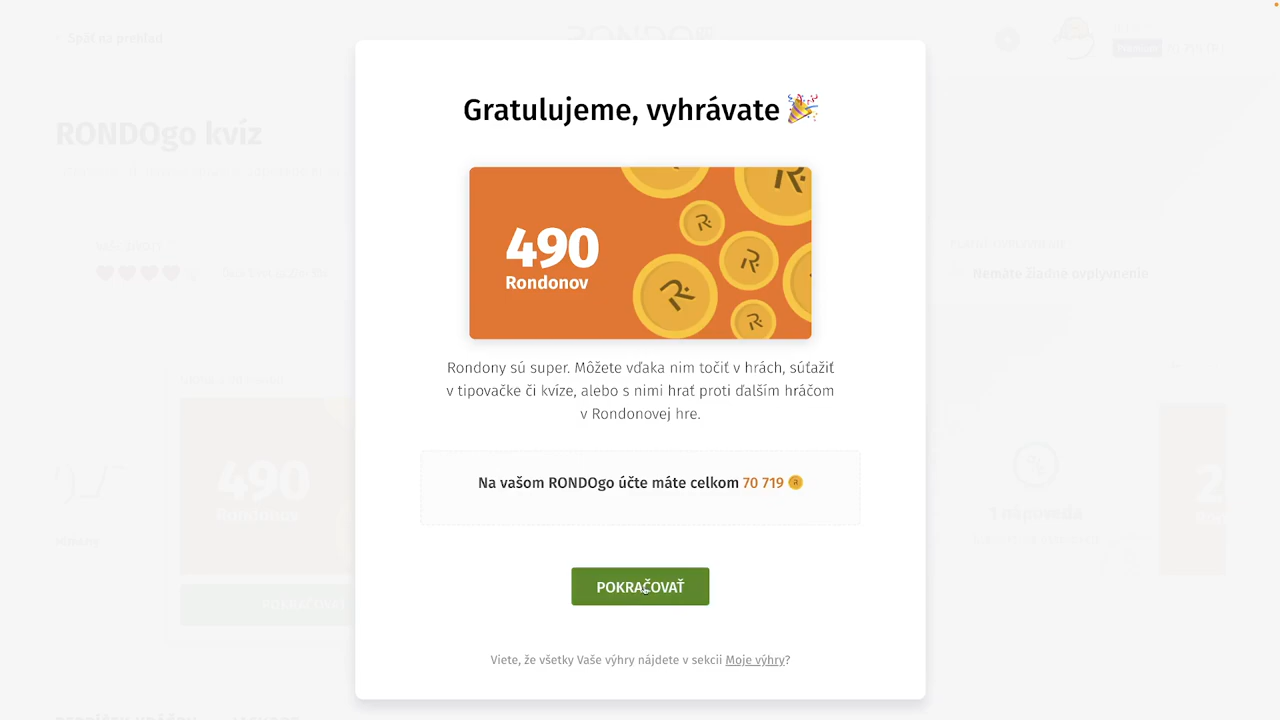 Späť na prehľad
RONDOgo
RONDOgo kvíz
Nemáte žiadne ovplyvnenie
490
Rondonov
POKRAČOVAŤ
1 nápoveda
Gratulujeme, vyhrávate
490
Rondonov
Rondony sú super. Môžete vďaka nim točiť v hrách, súťažiť
v tipovačke či kvíze, alebo s nimi hrať proti ďalším hráčom
v Rondonovej hre.
Na vašom RONDOgo účte máte celkom 70 719
POKRAČOVAŤ
Viete, že všetky Vaše výhry nájdete v sekcii Moje výhry?